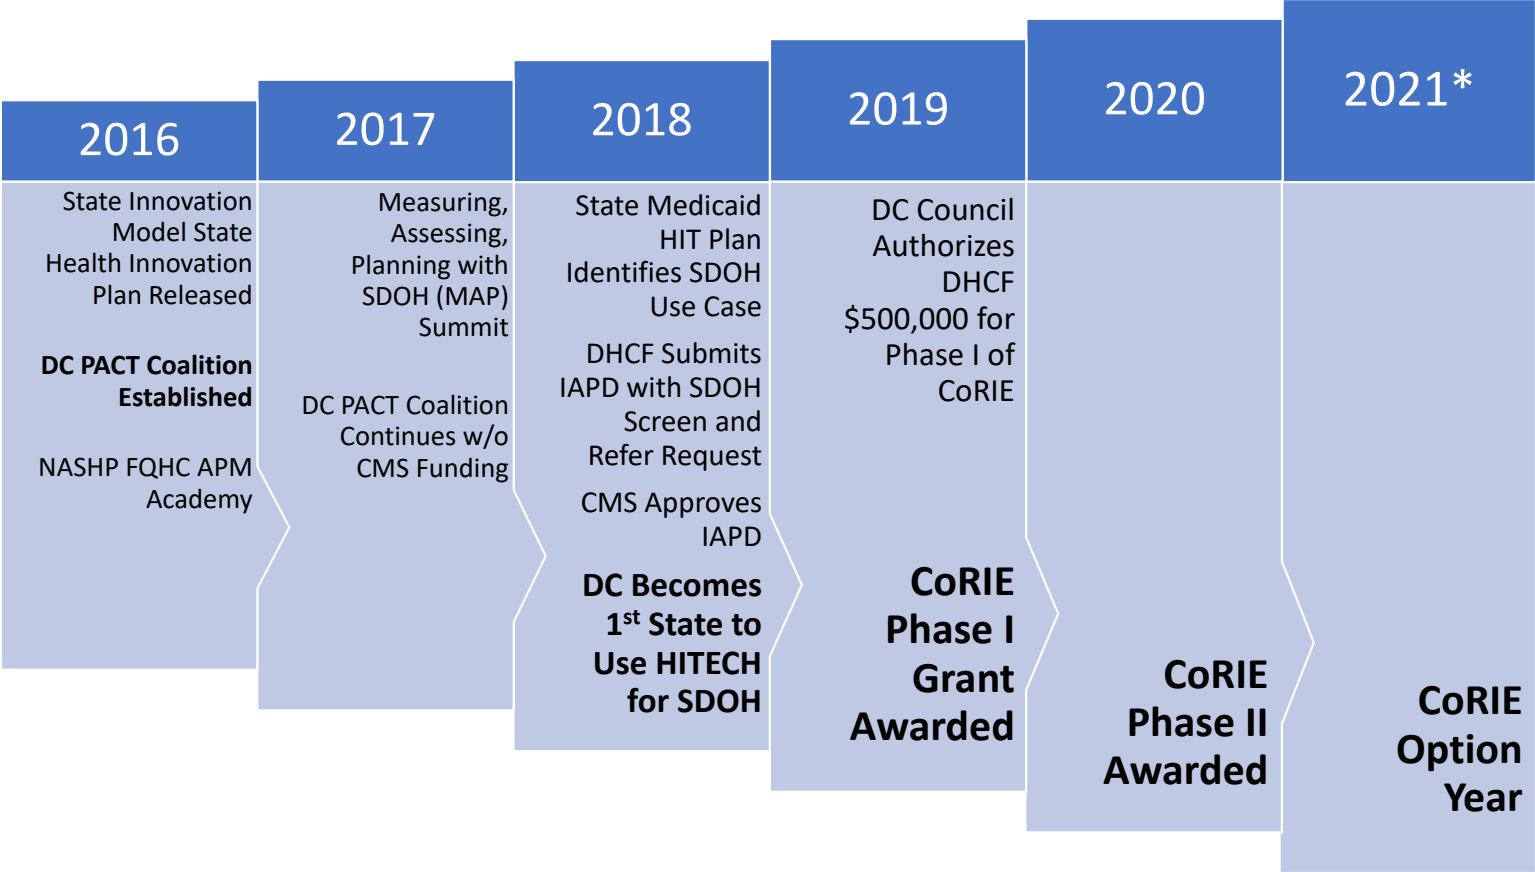 2016
State Innovation
Model State
Health Innovation
Plan Released
DC PACT Coalition
Established
NASHP FQHC APM
Academy
2017
Measuring,
Assessing,
Planning with
SDOH (MAP)
Summit
DC PACT Coalition
Continues w/o
CMS Funding
2018
State Medicaid
HIT Plan
Identifies SDOH
Use Case
DHCF Submits
IAPD with SDOH
Screen and
Refer Request
CMS Approves
IAPD
DC Becomes
1st State to
Use HITECH
for SDOH
2019
DC Council
Authorizes
DHCF
$500,000 for
Phase I of
CoRIE
CoRIE
Phase I
Grant
Awarded
2020
CoRIE
Phase II
Awarded
2021*
CoRIE
Option
Year